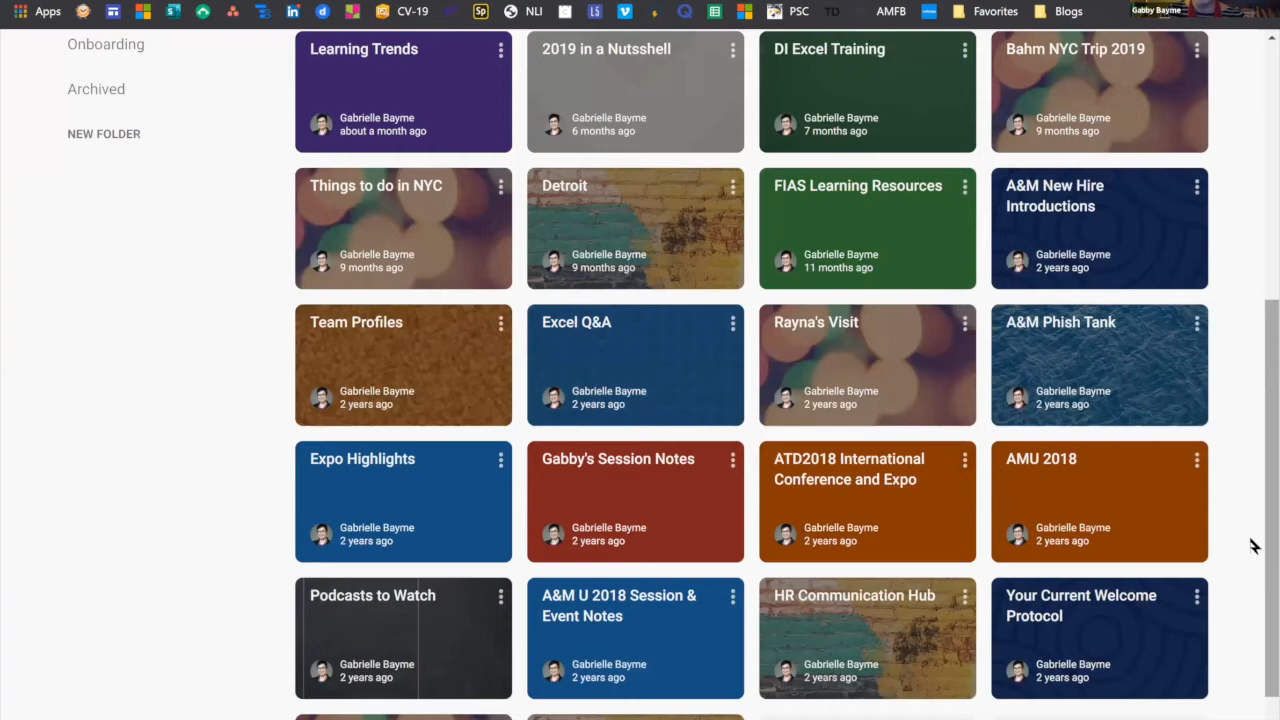 Apps
CV-19
Sp
NLI
LS
PSC
TD
AMFB
Favorites
Blogs
Gabby Bayme
Onboarding
Archived
NEW FOLDER
Learning Trends
Gabrielle Bayme
about a month ago
2019 in a Nutsshell
Gabrielle Bayme
6 months ago
DI Excel Training
Gabrielle Bayme
7 months ago
Bahm NYC Trip 2019
Gabrielle Bayme
9 months ago
Things to do in NYC
Gabrielle Bayme
9 months ago
Detroit
Gabrielle Bayme
9 months ago
FIAS Learning Resources
Gabrielle Bayme
11 months ago
A&M New Hire
Introductions
Gabrielle Bayme
2 years ago
Team Profiles
Gabrielle Bayme
2 years ago
Excel Q&A
Gabrielle Bayme
2 years ago
Rayna's Visit
Gabrielle Bayme
2 years ago
A&M Phish Tank
Gabrielle Bayme
2 years ago
Expo Highlights
Gabrielle Bayme
2 years ago
Gabby's Session Notes
Gabrielle Bayme
2 years ago
ATD2018 International
Conference and Expo
Gabrielle Bayme
2 years ago
AMU 2018
Gabrielle Bayme
2 years ago
Podcasts to Watch
Gabrielle Bayme
2 years ago
A&M U 2018 Session &
Event Notes
Gabrielle Bayme
2 years ago
HR Communication Hub
Gabrielle Bayme
2 years ago
Your Current Welcome
Protocol
Gabrielle Bayme
2 years ago